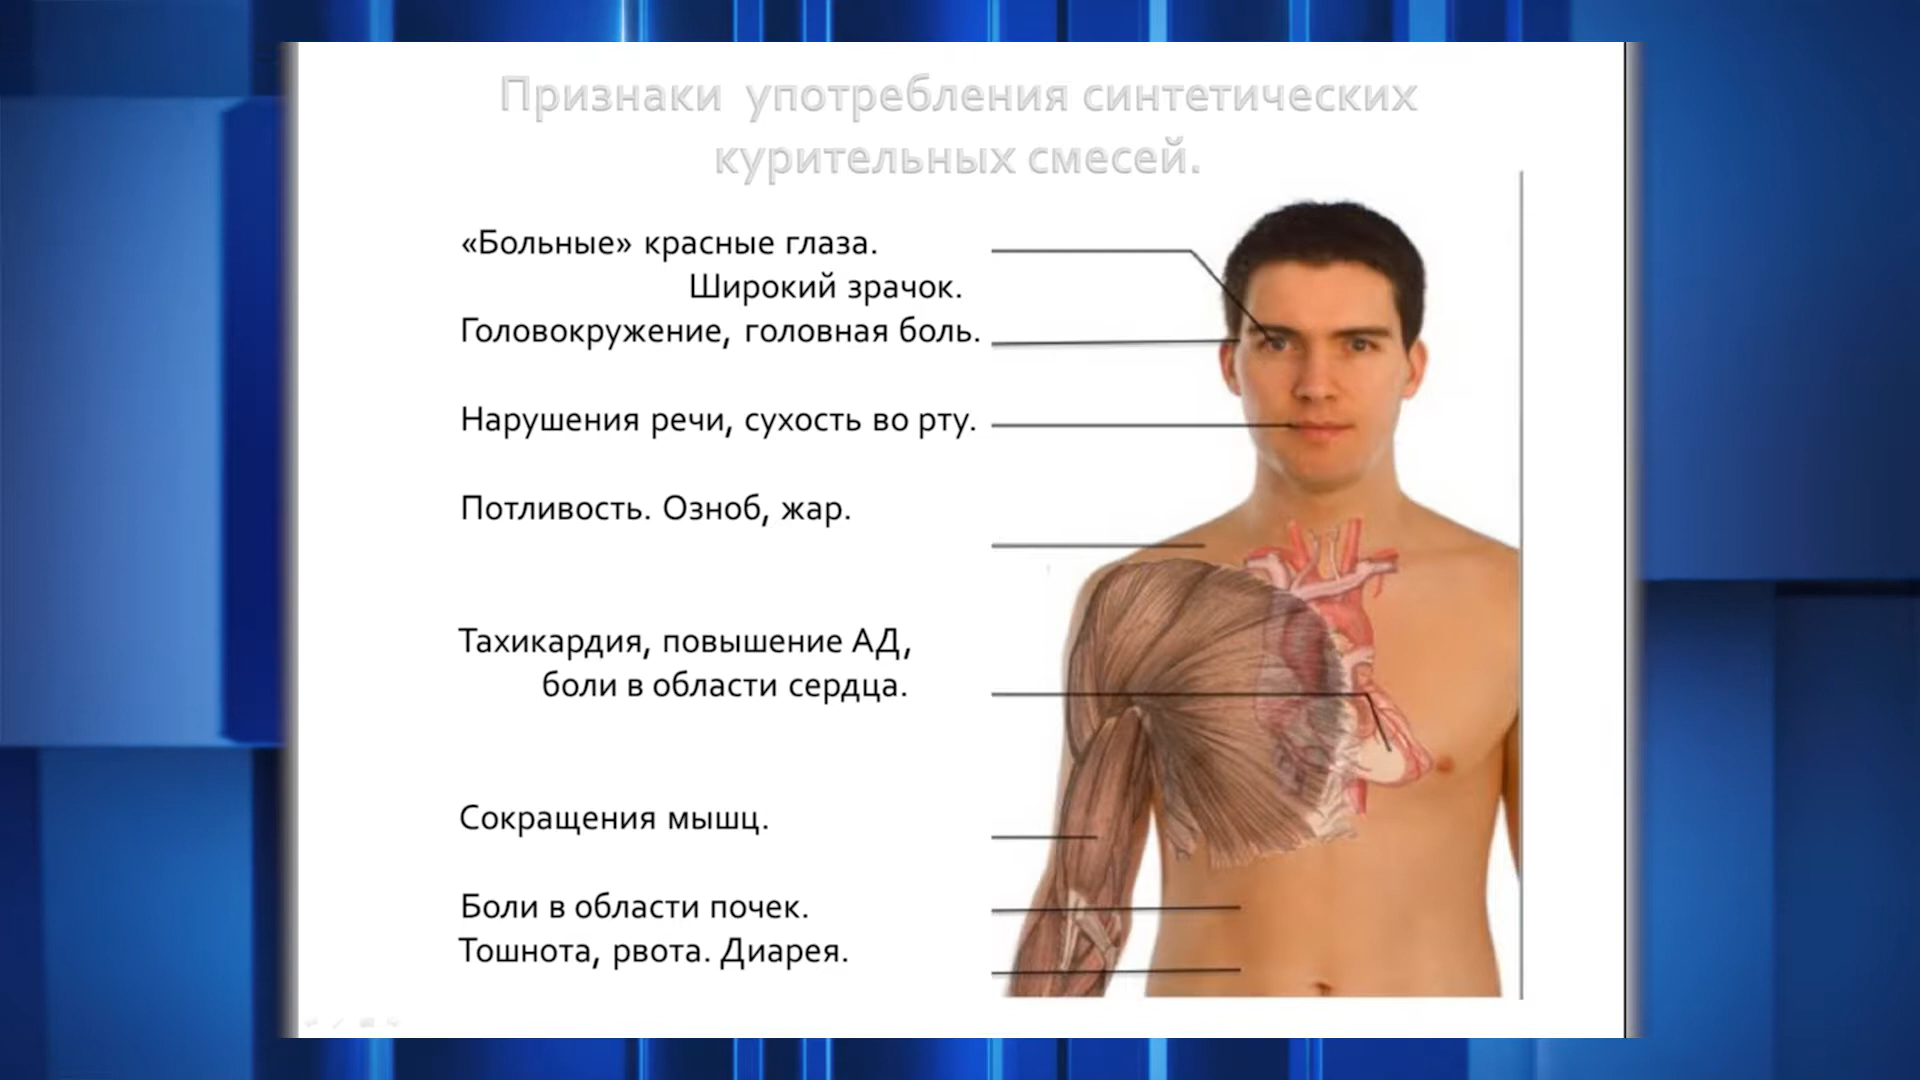 Признаки употребления синтетических
курительных смесей.
«Больные» красные глаза.
Широкий зрачок.
Головокружение, головная боль.
Нарушения речи, сухость во рту.
Потливость. Озноб, жар.
Тахикардия, повышение АД,
боли в области сердца.
Сокращения мышц.
Боли в области почек.
Тошнота, рвота. Диарея.